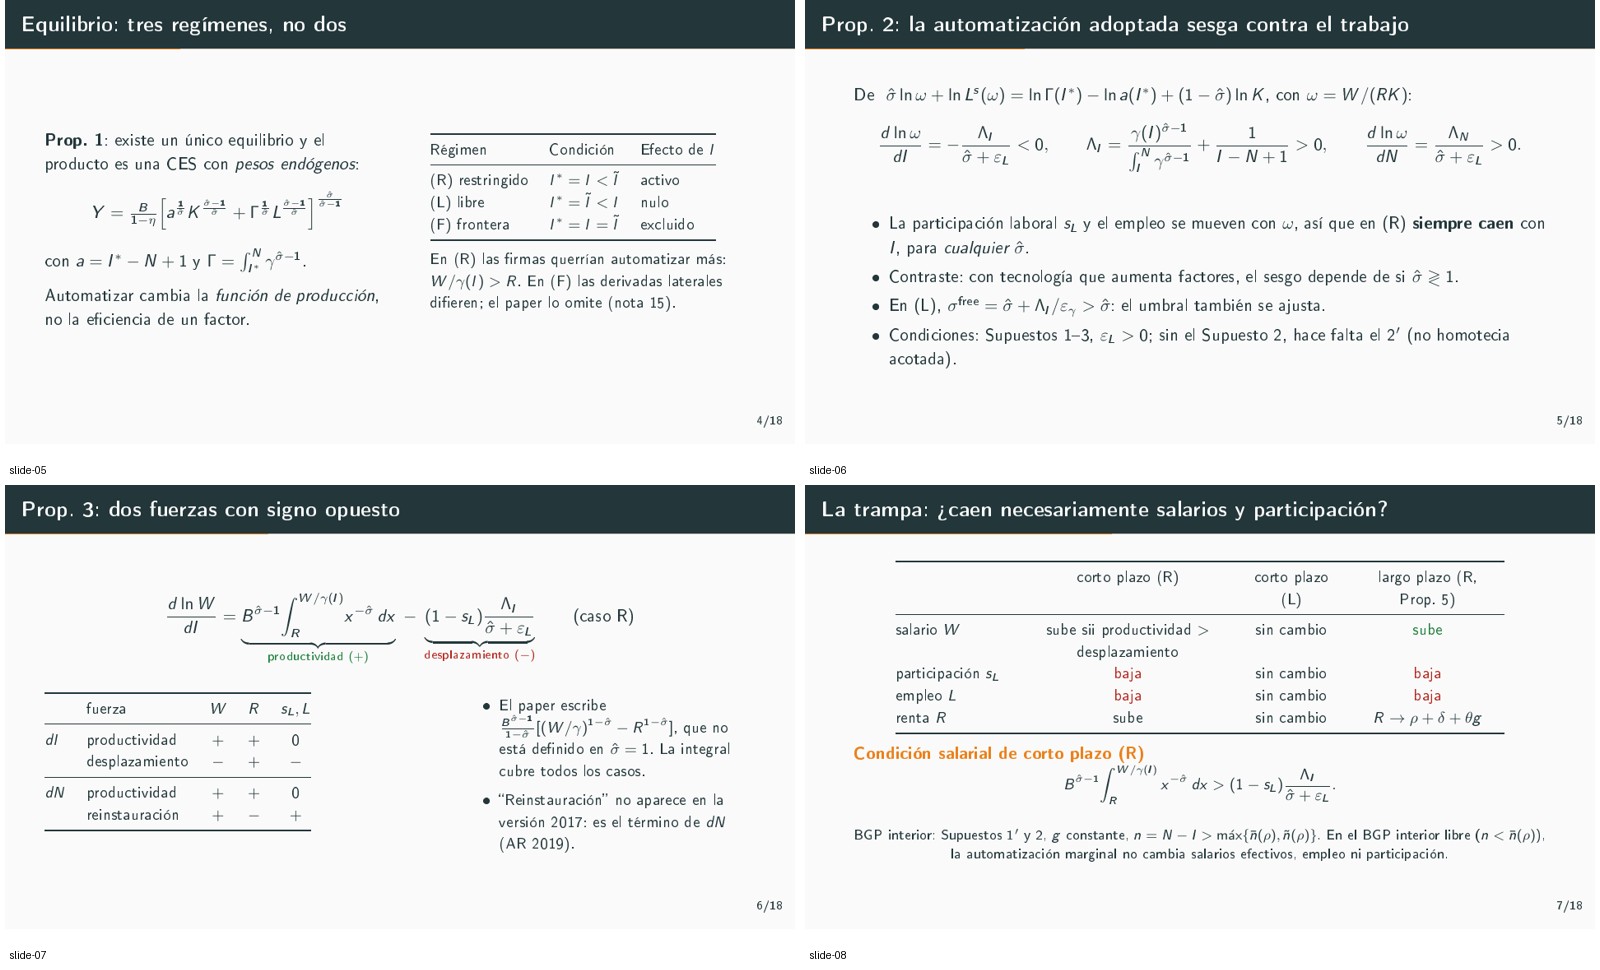 Equilibrio: tres regímenes, no dos
Prop. 1: existe un único equilibrio y el
producto es una CES con pesos endógenos:
Y = B/(1−η) [a^{1/σ̂} K^{(σ̂−1)/σ̂} + Γ^{1/σ̂} L^{(σ̂−1)/σ̂}]^{σ̂/(σ̂−1)}
con a = I* − N + 1 y Γ = ∫_{I*}^{N} γ^{σ̂−1}.
Automatizar cambia la función de producción,
no la eficiencia de un factor.
Régimen Condición Efecto de I
(R) restringido I* = I < Ĩ activo
(L) libre I* = Ĩ < I nulo
(F) frontera I* = I = Ĩ excluido
En (R) las firmas querrían automatizar más:
W/γ(I) > R. En (F) las derivadas laterales
difieren; el paper lo omite (nota 15).
4/18
slide-05
Prop. 2: la automatización adoptada sesga contra el trabajo
De σ̂ ln ω + ln L^s(ω) = ln Γ(I*) − ln a(I*) + (1 − σ̂) ln K, con ω = W/(RK):
d ln ω/dI = − Λ_I/(σ̂ + ε_L) < 0, Λ_I = γ(I)^{σ̂−1}/∫_I^N γ^{σ̂−1} + 1/(I − N + 1) > 0, d ln ω/dN = Λ_N/(σ̂ + ε_L) > 0.
• La participación laboral s_L y el empleo se mueven con ω, así que en (R) siempre caen con
I, para cualquier σ̂.
• Contraste: con tecnología que aumenta factores, el sesgo depende de si σ̂ ≷ 1.
• En (L), σ^free = σ̂ + Λ_I/ε_γ > σ̂: el umbral también se ajusta.
• Condiciones: Supuestos 1–3, ε_L > 0; sin el Supuesto 2, hace falta el 2′ (no homotecia
acotada).
5/18
slide-06
Prop. 3: dos fuerzas con signo opuesto
d ln W/dI = B^{σ̂−1} ∫_R^{W/γ(I)} x^{−σ̂} dx − (1 − s_L) Λ_I/(σ̂ + ε_L) (caso R)
productividad (+) desplazamiento (−)
fuerza W R s_L, L
dI productividad + + 0
desplazamiento − + −
dN productividad + + 0
reinstauración + − +
• El paper escribe
B^{σ̂−1}/(1−σ̂) [(W/γ)^{1−σ̂} − R^{1−σ̂}], que no
está definido en σ̂ = 1. La integral
cubre todos los casos.
• “Reinstauración” no aparece en la
versión 2017: es el término de dN
(AR 2019).
6/18
slide-07
La trampa: ¿caen necesariamente salarios y participación?
corto plazo (R) corto plazo (L) largo plazo (R, Prop. 5)
salario W sube sii productividad > desplazamiento sin cambio sube
participación s_L baja sin cambio baja
empleo L baja sin cambio baja
renta R sube sin cambio R → ρ + δ + θg
Condición salarial de corto plazo (R)
B^{σ̂−1} ∫_R^{W/γ(I)} x^{−σ̂} dx > (1 − s_L) Λ_I/(σ̂ + ε_L).
BGP interior: Supuestos 1′ y 2, g constante, n = N − I > máx{n̄(ρ), ñ(ρ)}. En el BGP interior libre (n < n̄(ρ)),
la automatización marginal no cambia salarios efectivos, empleo ni participación.
7/18
slide-08